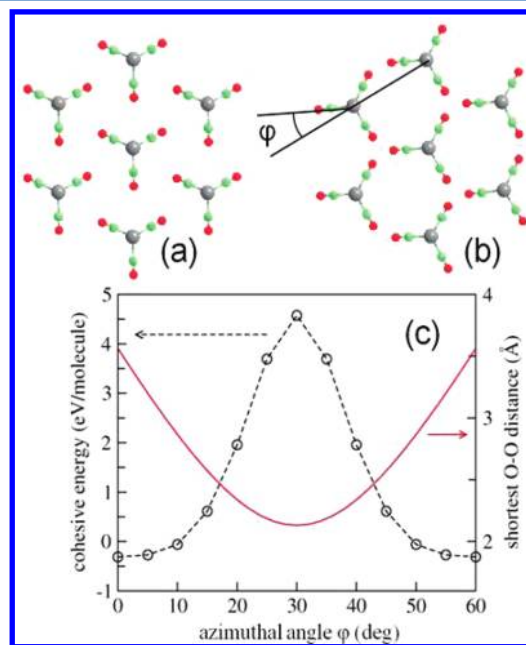 φ
(a)
(b)
(c)
cohesive energy (eV/molecule)
5
4
3
2
1
0
-1
4
3
2
shortest O-O distance (Å)
0
10
20
30
40
50
60
azimuthal angle φ (deg)